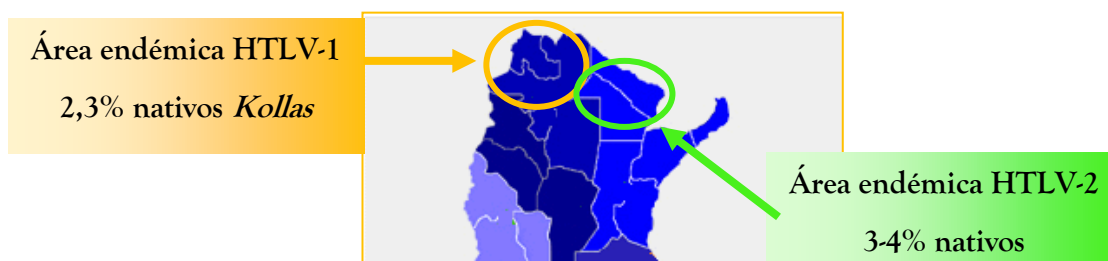 Área endémica HTLV-1
2,3% nativos Kollas
Área endémica HTLV-2
3-4% nativos